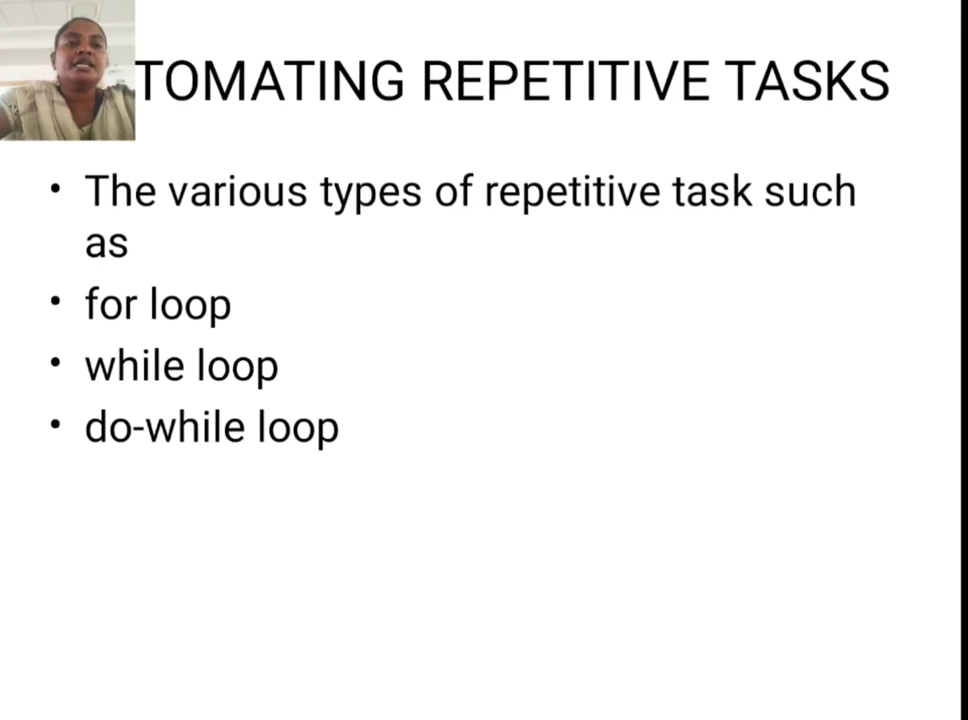 TOMATING REPETITIVE TASKS
• The various types of repetitive task such
as
• for loop
• while loop
• do-while loop